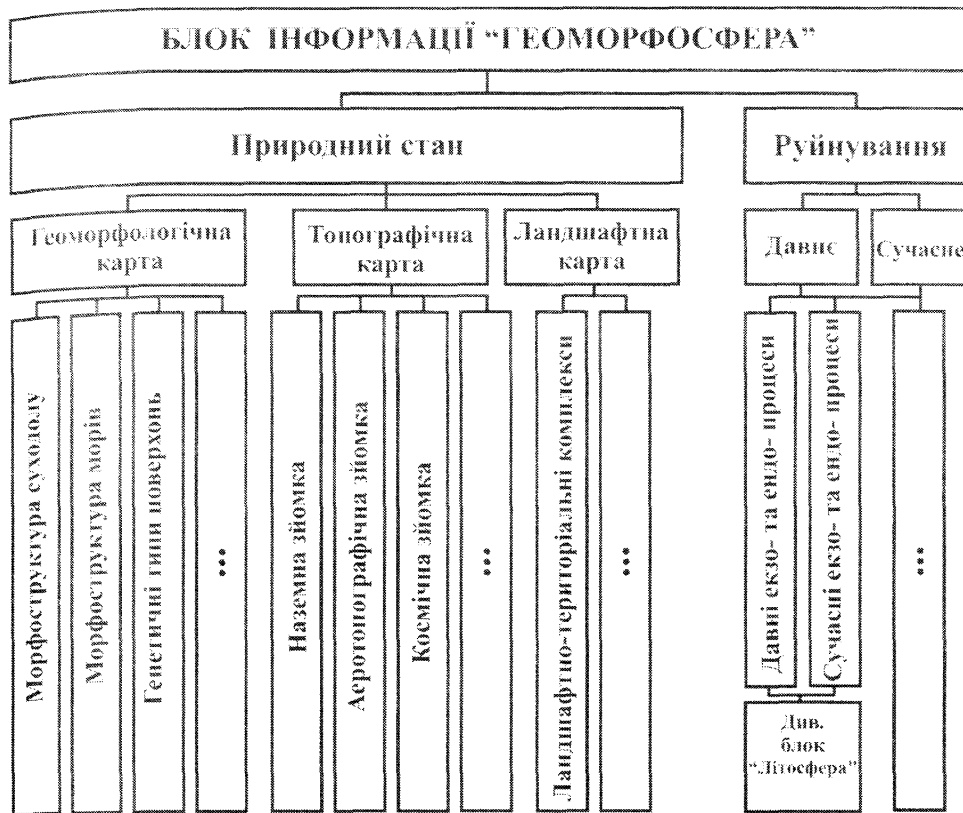 БЛОК ІНФОРМАЦІЇ “ГЕОМОРФОСФЕРА”
Природний стан
Руйнування
Геоморфологічна
карта
Топографічна
карта
Ландшафтна
карта
Давнє
Сучасне
Морфоструктура суходолу
Морфоструктура морів
Генетичні типи поверхонь
...
Наземна зйомка
Аеротопографічна зйомка
Космічна зйомка
...
Ландшафтно-територіальні комплекси
...
Давні екзо- та ендо- процеси
Сучасні екзо- та ендо- процеси
...
Див.
блок
“Літосфера”